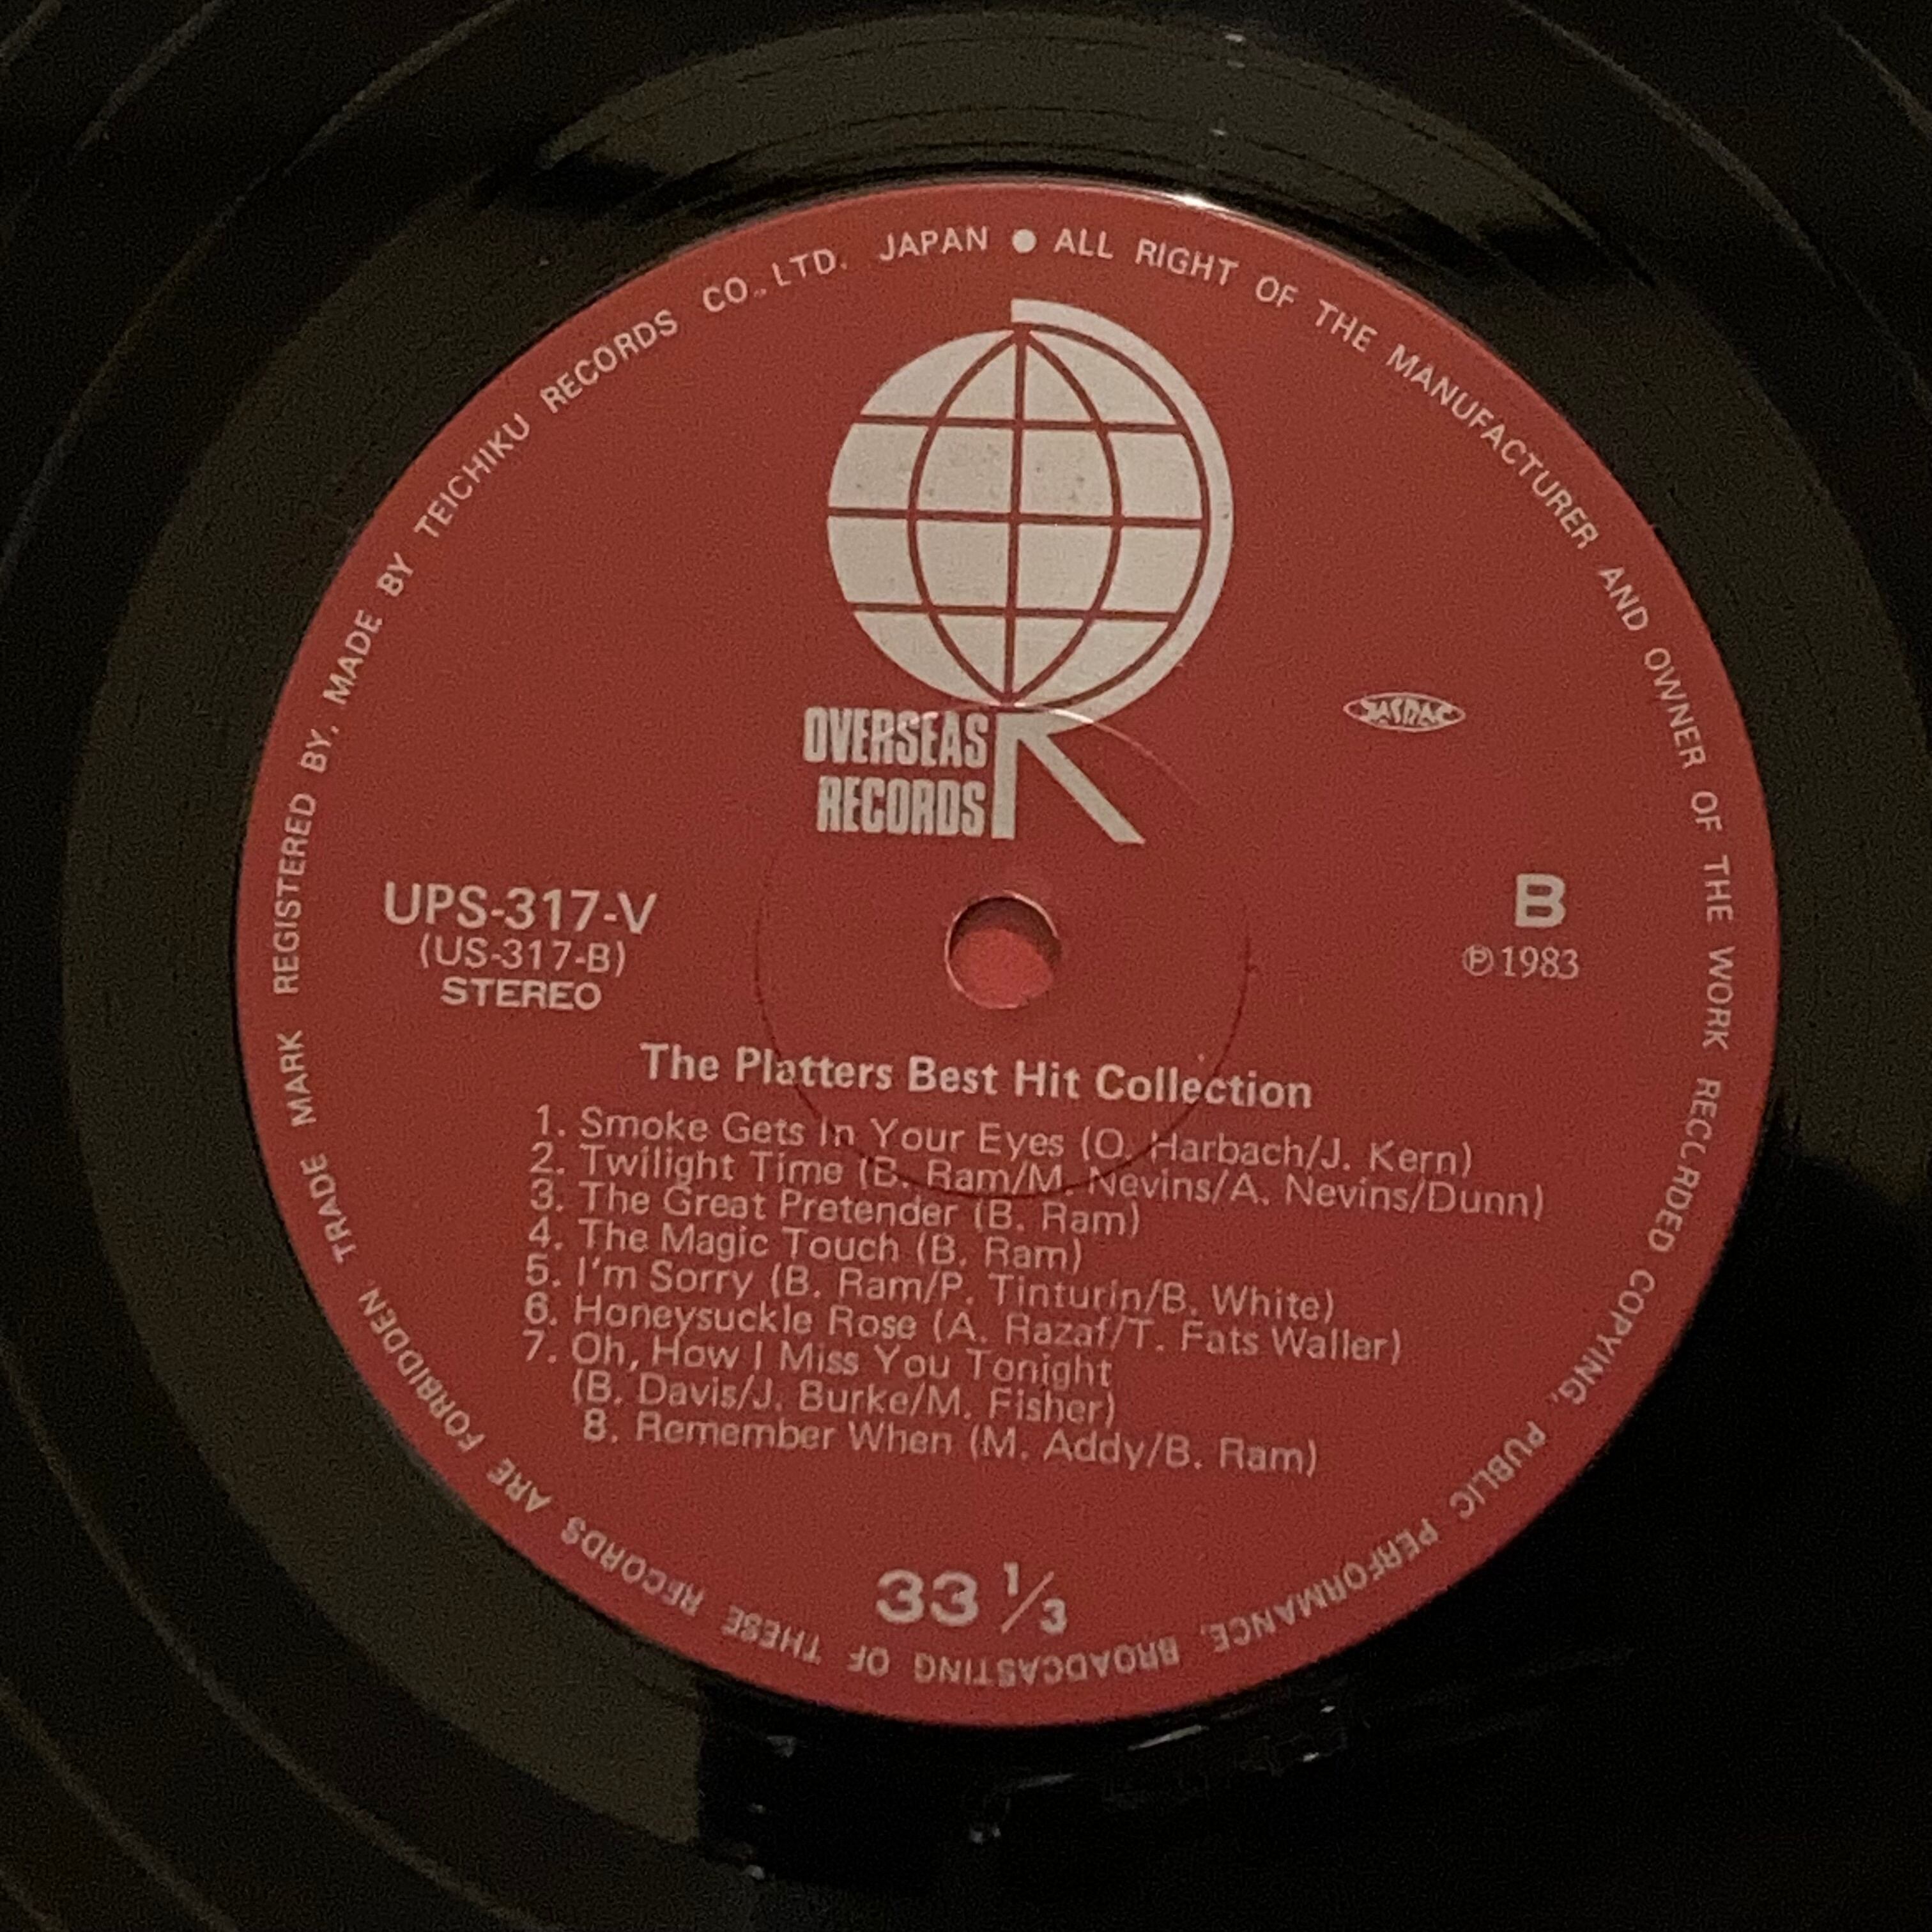 TRADE MARK REGISTERED BY, MADE BY TEICHIKU RECORDS CO., LTD. JAPAN ● ALL RIGHT OF THE MANUFACTURER AND OWNER OF THE WORK RECORDED COPYING, PUBLIC PERFORMANCE, BROADCASTING OF THESE RECORDS ARE FORBIDDEN.
OVERSEAS
RECORDS
JASRAC
UPS-317-V
(US-317-B)
STEREO
B
℗1983
The Platters Best Hit Collection
1. Smoke Gets In Your Eyes (O. Harbach/J. Kern)
2. Twilight Time (B. Ram/M. Nevins/A. Nevins/Dunn)
3. The Great Pretender (B. Ram)
4. The Magic Touch (B. Ram)
5. I'm Sorry (B. Ram/P. Tinturin/B. White)
6. Honeysuckle Rose (A. Razaf/T. Fats Waller)
7. Oh, How I Miss You Tonight
(B. Davis/J. Burke/M. Fisher)
8. Remember When (M. Addy/B. Ram)
33 1/3